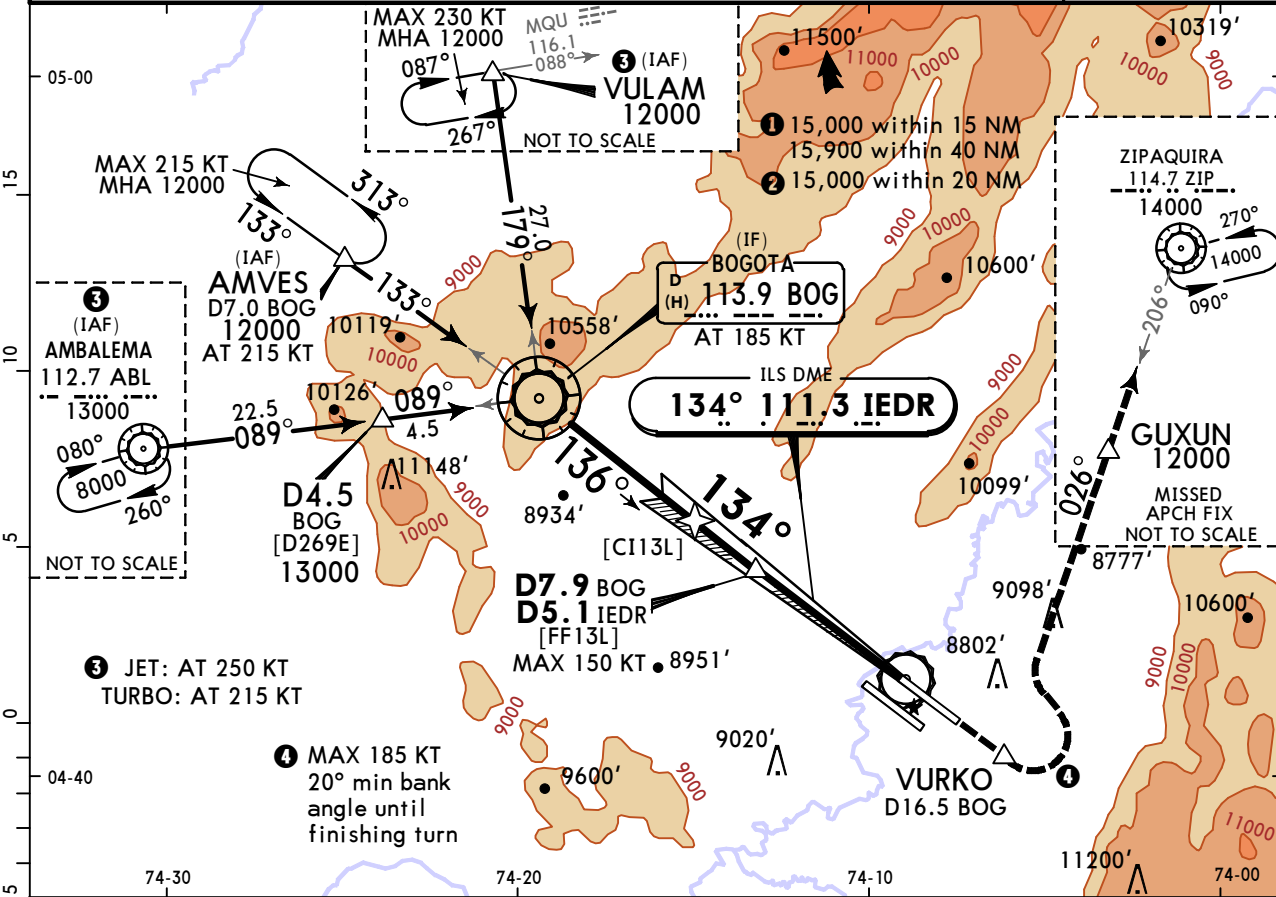 MAX 230 KT
MHA 12000
MQU
116.1
088°
087°
267°
3 (IAF)
VULAM
12000
NOT TO SCALE
11500'
11000
10000
10319'
10000
9000
05-00
1 15,000 within 15 NM
15,900 within 40 NM
2 15,000 within 20 NM
ZIPAQUIRA
114.7 ZIP
14000
270°
14000
090°
206°
GUXUN
12000
026°
MISSED
APCH FIX
NOT TO SCALE
MAX 215 KT
MHA 12000
313°
133°
(IAF)
AMVES
D7.0 BOG
12000
AT 215 KT
133°
27.0
179°
9000
9000
10000
10600'
(IF)
BOGOTA
D
(H) 113.9 BOG
AT 185 KT
10119'
10000
10558'
10126'
3
(IAF)
AMBALEMA
112.7 ABL
13000
080°
8000
260°
NOT TO SCALE
22.5
089°
089°
4.5
ILS DME
134° 111.3 IEDR
9000
10000
10099'
D4.5
BOG
[D269E]
13000
11148'
9000
10000
8934'
136°
134°
[CI13L]
D7.9 BOG
D5.1 IEDR
[FF13L]
MAX 150 KT
8951'
8777'
9098'
8802'
10600'
9000
10000
3 JET: AT 250 KT
TURBO: AT 215 KT
9000
4 MAX 185 KT
20° min bank
angle until
finishing turn
9600'
9000
9020'
VURKO
D16.5 BOG
4
11000
11200'
15
10
5
0
04-40
5
74-30
74-20
74-10
74-00